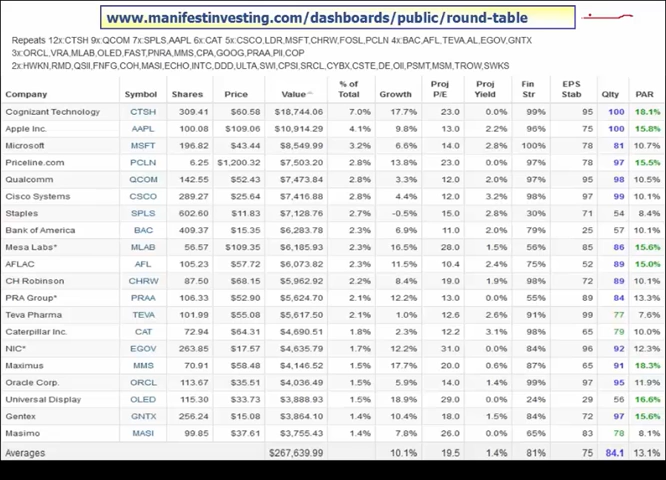 www.manifestinvesting.com/dashboards/public/round-table
Repeats 12x:CTSH 9x:QCOM 7x:SPLS,AAPL 6x:CAT 5x:CSCO,LDR,MSFT,CHRW,FOSL,PCLN 4x:BAC,AFL,TEVA,AL,EGOV,GNTX
3x:ORCL,VRA,MLAB,OLED,FAST,PNRA,MMS,CPA,GOOG,PRAA,PII,COP
2x:HWKN,RMD,QSII,FNFG,COH,MASI,ECHO,INTC,DDD,ULTA,SWI,CPSI,SRCL,CYBX,CSTE,DE,OII,PSMT,MSM,TROW,SWKS
Company Symbol Shares Price Value % of Total Growth Proj P/E Proj Yield Fin Str EPS Stab Qlty PAR
Cognizant Technology CTSH 309.41 $60.58 $18,744.06 7.0% 17.7% 23.0 0.0% 99% 95 100 18.1%
Apple Inc. AAPL 100.08 $109.06 $10,914.29 4.1% 9.8% 13.0 2.2% 96% 75 100 15.8%
Microsoft MSFT 196.82 $43.44 $8,549.99 3.2% 6.6% 14.0 2.8% 100% 78 81 10.7%
Priceline.com PCLN 6.25 $1,200.32 $7,503.20 2.8% 13.8% 23.0 0.0% 97% 78 97 15.5%
Qualcomm QCOM 142.55 $52.43 $7,473.84 2.8% 3.3% 12.0 2.0% 97% 95 98 10.5%
Cisco Systems CSCO 289.27 $25.64 $7,416.88 2.8% 4.4% 12.0 3.2% 98% 97 99 10.1%
Staples SPLS 602.60 $11.83 $7,128.76 2.7% -0.5% 15.0 2.8% 30% 71 54 8.4%
Bank of America BAC 409.37 $15.35 $6,283.78 2.3% 6.9% 11.0 2.0% 79% 25 57 10.1%
Mesa Labs* MLAB 56.57 $109.35 $6,185.93 2.3% 16.5% 28.0 1.5% 56% 85 86 15.6%
AFLAC AFL 105.23 $57.72 $6,073.82 2.3% 11.5% 10.4 2.4% 75% 52 89 15.0%
CH Robinson CHRW 87.50 $68.15 $5,962.92 2.2% 8.4% 19.0 1.9% 98% 72 89 10.1%
PRA Group* PRAA 106.33 $52.90 $5,624.70 2.1% 12.2% 13.0 0.0% 55% 89 84 13.3%
Teva Pharma TEVA 101.99 $55.08 $5,617.50 2.1% 1.0% 12.6 2.6% 91% 99 77 7.6%
Caterpillar Inc. CAT 72.94 $64.31 $4,690.51 1.8% 2.3% 12.2 3.1% 98% 65 79 10.0%
NIC* EGOV 263.85 $17.57 $4,635.79 1.7% 12.2% 31.0 0.0% 84% 96 92 12.3%
Maximus MMS 70.91 $58.48 $4,146.52 1.5% 17.7% 20.0 0.6% 87% 65 91 18.3%
Oracle Corp. ORCL 113.67 $35.51 $4,036.49 1.5% 5.9% 14.0 1.4% 99% 97 95 11.9%
Universal Display OLED 115.30 $33.73 $3,888.93 1.5% 18.9% 29.0 0.0% 24% 29 56 16.6%
Gentex GNTX 256.24 $15.08 $3,864.10 1.4% 10.4% 18.0 1.5% 84% 72 97 15.6%
Masimo MASI 99.85 $37.61 $3,755.43 1.4% 7.8% 26.0 0.0% 65% 83 78 8.1%
Averages $267,639.99 10.1% 19.5 1.4% 81% 75 84.1 13.1%